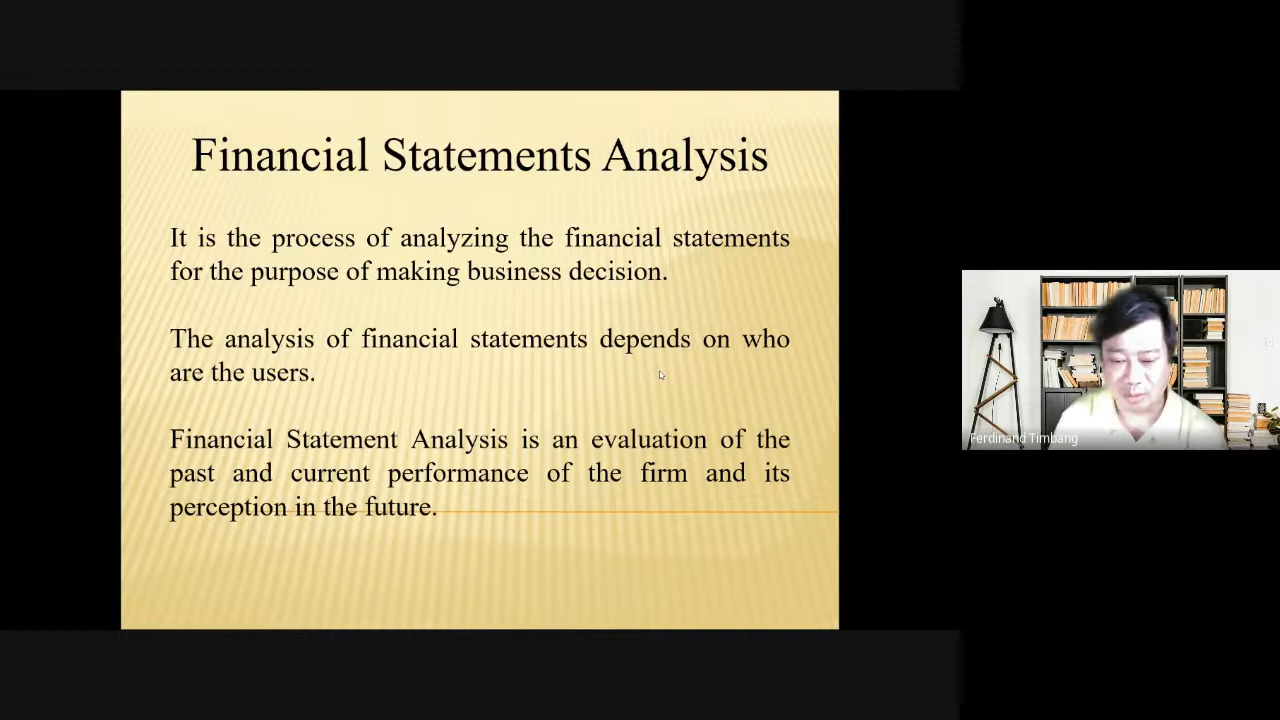 Financial Statements Analysis
It is the process of analyzing the financial statements
for the purpose of making business decision.
The analysis of financial statements depends on who
are the users.
Financial Statement Analysis is an evaluation of the
past and current performance of the firm and its
perception in the future.
Ferdinand Timbang